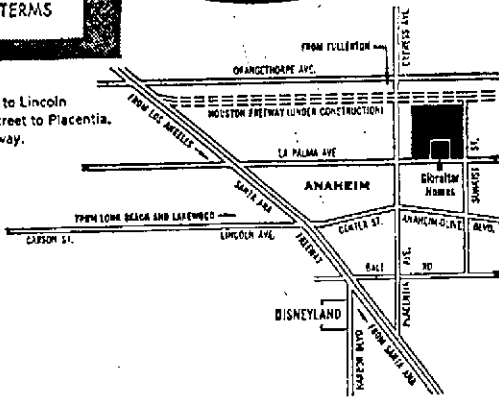 TERMS
to Lincoln
treet to Placentia.
way.
FROM FULLERTON
CYPRESS AVE.
ORANGETHORPE AVE.
HOUSTON FREEWAY (UNDER CONSTRUCTION)
FROM LOS ANGELES
LA PALMA AVE
ANAHEIM
Gibraltar
Homes
SUNKIST ST.
SANTA ANA
FREEWAY
FROM LONG BEACH AND LAKEWOOD
CARSON ST.
LINCOLN AVE.
CENTER ST.
ANAHEIM-OLIVE BLVD.
BALL RD
PLACENTIA AVE.
DISNEYLAND
HARBOR BLVD
FROM SANTA ANA